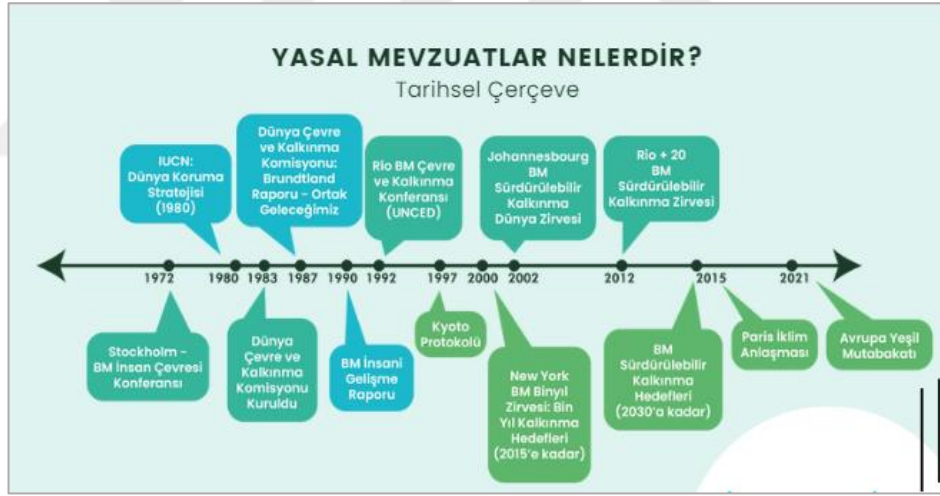 YASAL MEVZUATLAR NELERDİR?
Tarihsel Çerçeve
IUCN:
Dünya Koruma
Stratejisi
(1980)
Dünya Çevre
ve Kalkınma
Komisyonu:
Brundtland
Raporu - Ortak
Geleceğimiz
Rio BM Çevre
ve Kalkınma
Konferansı
(UNCED)
Johannesbourg
BM
Sürdürülebilir
Kalkınma
Dünya Zirvesi
Rio + 20
BM
Sürdürülebilir
Kalkınma Zirvesi
1972 1980 1983 1987 1990 1992 1997 2000 2002 2012 2015 2021
Stockholm -
BM İnsan Çevresi
Konferansı
Dünya
Çevre ve
Kalkınma
Komisyonu
Kuruldu
BM İnsani
Gelişme
Raporu
Kyoto
Protokolü
New York
BM Binyıl
Zirvesi: Bin
Yıl Kalkınma
Hedefleri
(2015'e kadar)
BM
Sürdürülebilir
Kalkınma
Hedefleri
(2030'a kadar)
Paris İklim
Anlaşması
Avrupa Yeşil
Mutabakatı